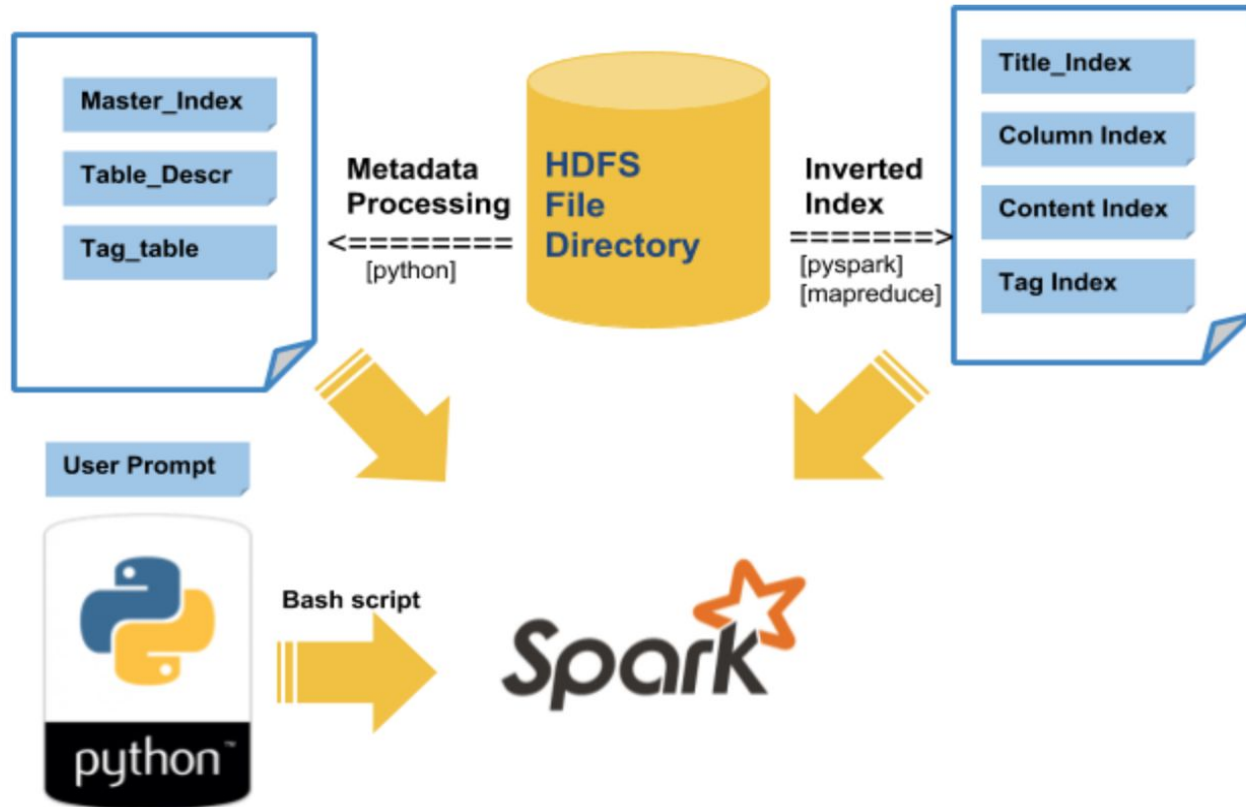 Master_Index
Table_Descr
Tag_table
Metadata
Processing
<========
[python]
HDFS
File
Directory
Inverted
Index
=======>
[pyspark]
[mapreduce]
Title_Index
Column Index
Content Index
Tag Index
User Prompt
python™
Bash script
Spark